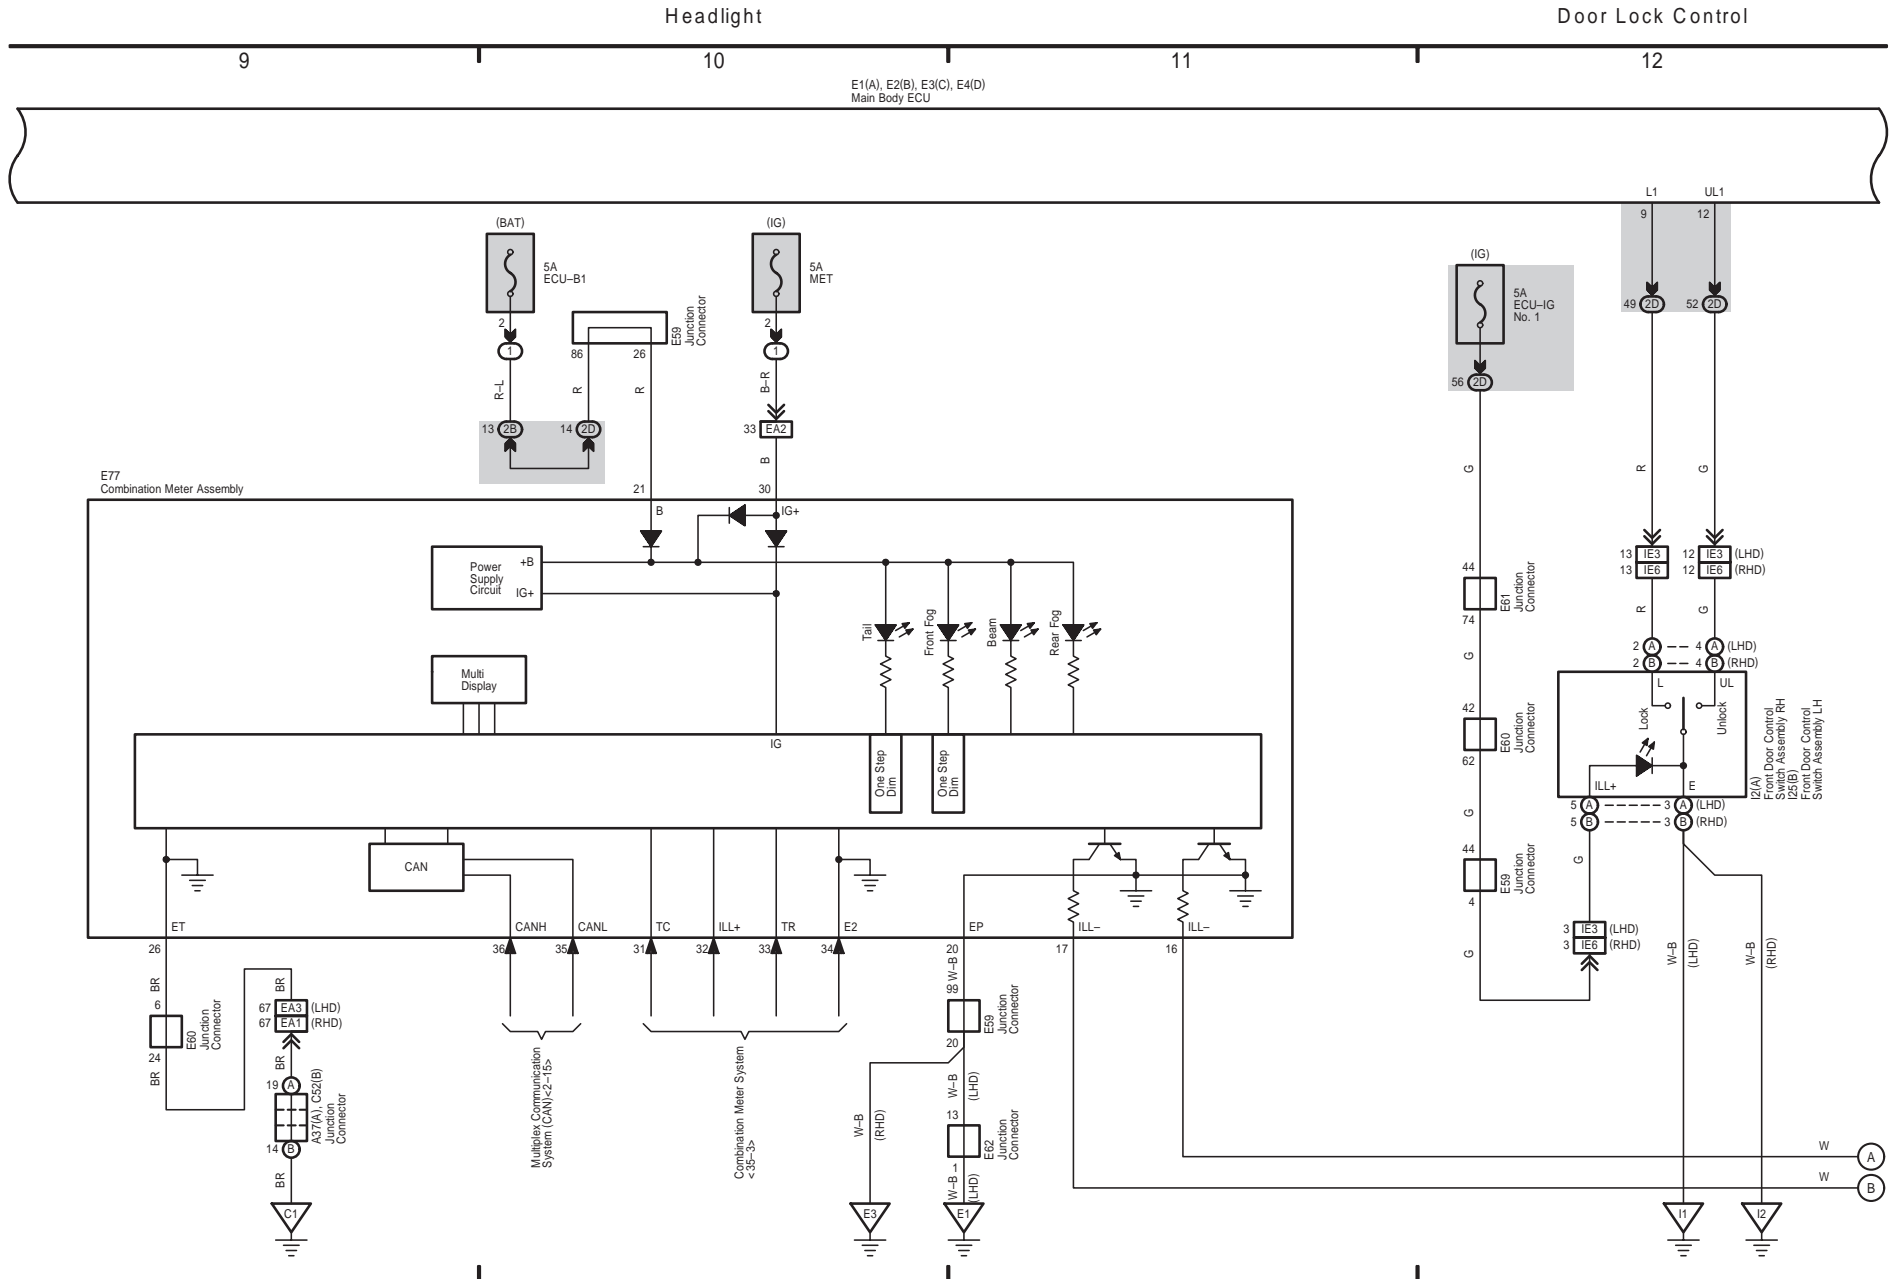 Headlight
Door Lock Control
9
10
11
12
E1(A), E2(B), E3(C), E4(D)
Main Body ECU
L1
UL1
9
12
(BAT)
(IG)
(IG)
5A
ECU–B1
5A
MET
5A
ECU–IG
No. 1
49
2D
52
2D
2
1
86
26
E59
Junction
Connector
2
1
56
2D
R–L
R
R
B–R
13
2B
14
2D
33
EA2
B
G
R
G
E77
Combination Meter Assembly
21
30
B
IG+
Power
Supply
Circuit
+B
IG+
13
IE3
12
IE3
(LHD)
13
IE6
12
IE6
(RHD)
44
E61
Junction
Connector
74
R
G
Tail
Front Fog
Beam
Rear Fog
G
2
A
4
A
(LHD)
2
B
4
B
(RHD)
Multi
Display
L
UL
Lock
Unlock
ILL+
E
I2(A)
Front Door Control
Switch Assembly RH
I25(B)
Front Door Control
Switch Assembly LH
42
E60
Junction
Connector
62
IG
One Step
Dim
One Step
Dim
5
A
3
A
(LHD)
5
B
3
B
(RHD)
G
G
44
E59
Junction
Connector
4
CAN
ET
CANH
CANL
TC
ILL+
TR
E2
EP
ILL–
ILL–
26
36
35
31
32
33
34
20
17
16
3
IE3
(LHD)
3
IE6
(RHD)
G
W–B
(LHD)
W–B
(RHD)
BR
BR
W–B
6
E60
Junction
Connector
24
67
EA3
(LHD)
67
EA1
(RHD)
99
E59
Junction
Connector
20
BR
BR
19
A
A37(A), C52(B)
Junction
Connector
14
B
BR
Multiplex Communication
System (CAN)<2–15>
Combination Meter System
<35–3>
W–B
(RHD)
W–B
(LHD)
13
E62
Junction
Connector
1
W–B
(LHD)
W
A
W
B
C1
E3
E1
I1
I2